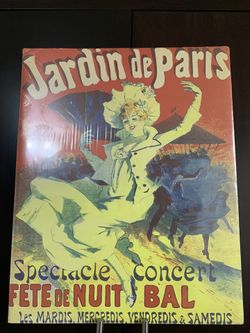 Jardin de Paris
Spectacle Concert
FÊTE DE NUIT BAL
Les MARDIS, MERCREDIS, VENDREDIS & SAMEDIS